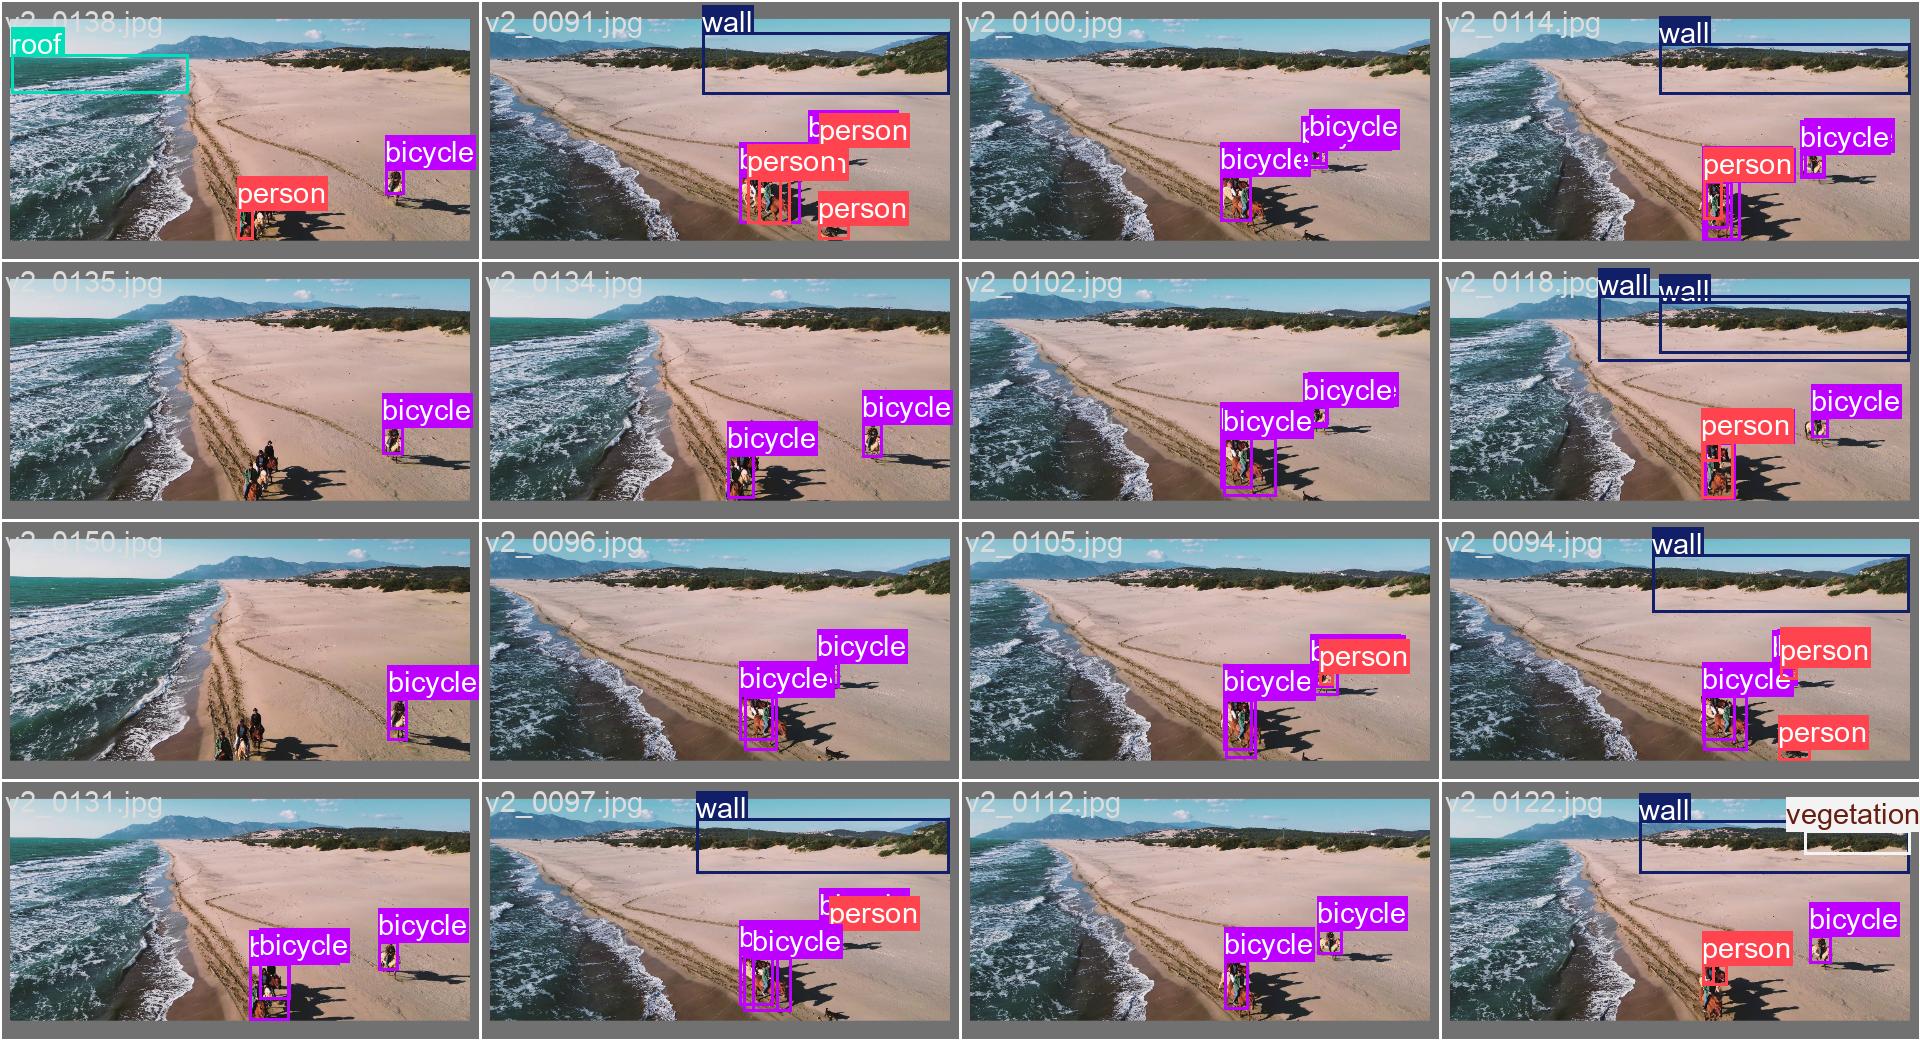 v2_0138.jpg
roof
person
bicycle
v2_0091.jpg
wall
person
person
person
v2_0100.jpg
bicycle
bicycle
v2_0114.jpg
wall
bicycle
person
v2_0135.jpg
bicycle
v2_0134.jpg
bicycle
bicycle
v2_0102.jpg
bicycle
bicycle
v2_0118.jpg
wall
wall
bicycle
person
v2_0150.jpg
bicycle
v2_0096.jpg
bicycle
bicycle
v2_0105.jpg
person
bicycle
v2_0094.jpg
wall
person
bicycle
person
v2_0131.jpg
bicycle
bicycle
v2_0097.jpg
wall
person
bicycle
v2_0112.jpg
bicycle
bicycle
v2_0122.jpg
wall
vegetation
bicycle
person